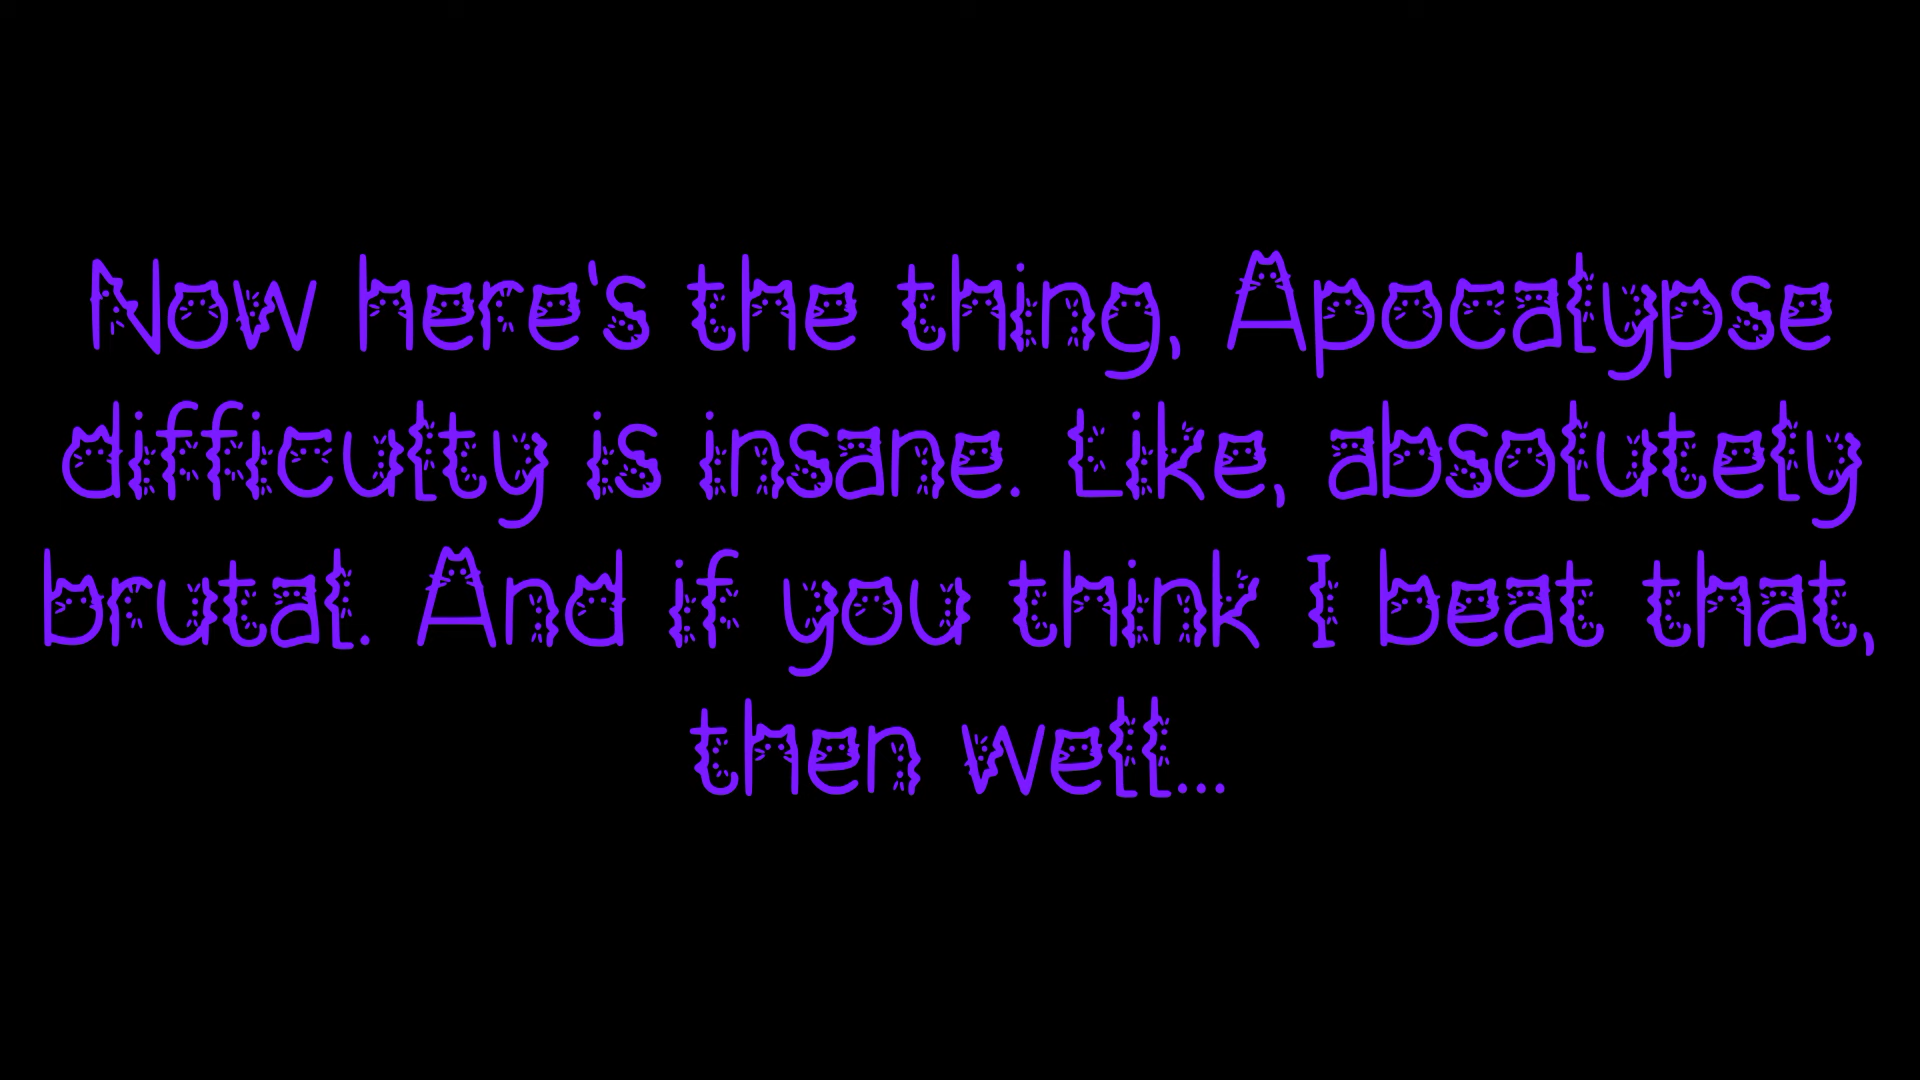 Now here's the thing, Apocalypse
difficulty is insane. Like, absolutely
brutal. And if you think I beat that,
then well...